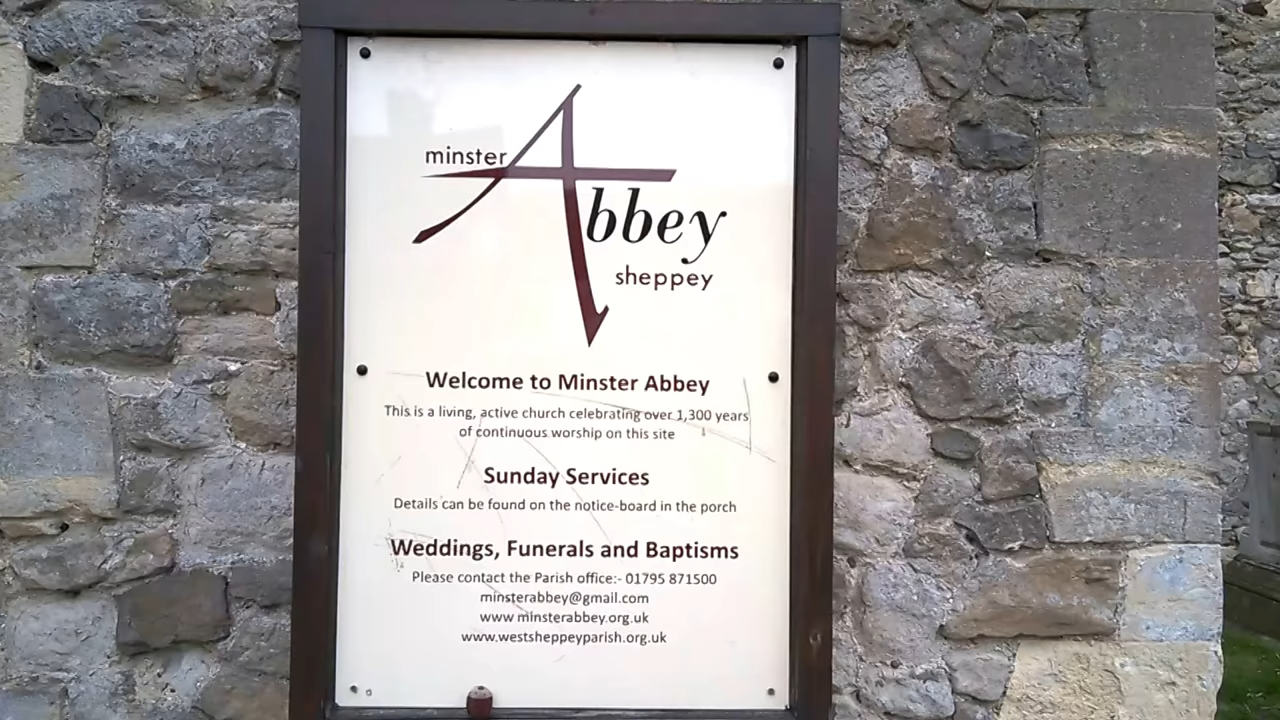 minster
Abbey
sheppey
Welcome to Minster Abbey
This is a living, active church celebrating over 1,300 years
of continuous worship on this site
Sunday Services
Details can be found on the notice-board in the porch
Weddings, Funerals and Baptisms
Please contact the Parish office:- 01795 871500
minsterabbey@gmail.com
www.minsterabbey.org.uk
www.westsheppeyparish.org.uk